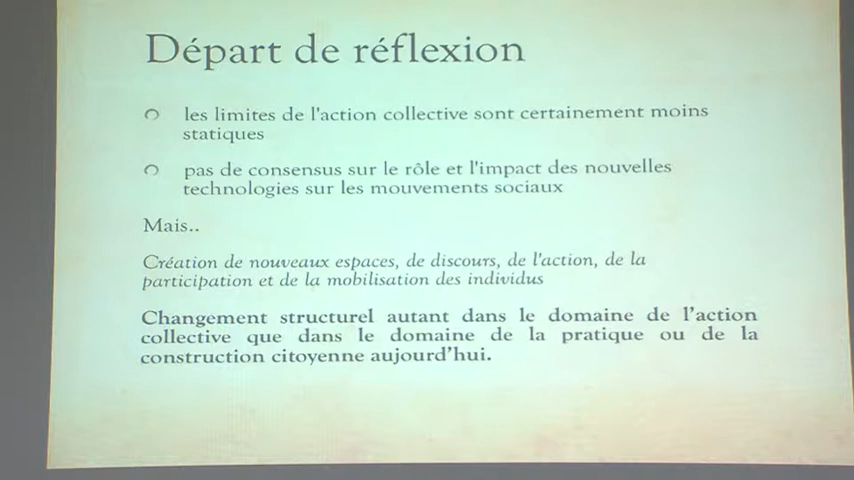 Départ de réflexion
les limites de l'action collective sont certainement moins
statiques
pas de consensus sur le rôle et l'impact des nouvelles
technologies sur les mouvements sociaux
Mais..
Création de nouveaux espaces, de discours, de l'action, de la
participation et de la mobilisation des individus
Changement structurel autant dans le domaine de l'action
collective que dans le domaine de la pratique ou de la
construction citoyenne aujourd'hui.